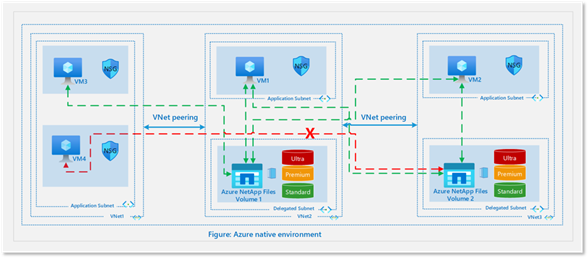 VM3
NSG
VM4
NSG
Application Subnet
VNet1
VNet peering
VM1
NSG
Application Subnet
X
Azure NetApp Files
Volume 1
Ultra
Premium
Standard
Delegated Subnet
VNet2
VNet peering
VM2
NSG
Application Subnet
Azure NetApp Files
Volume 2
Ultra
Premium
Standard
Delegated Subnet
VNet3
Figure: Azure native environment